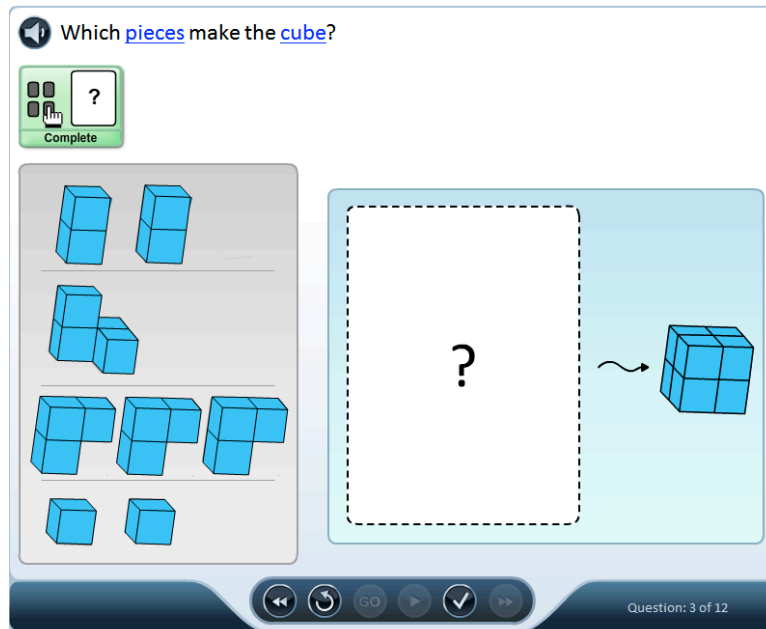 Which pieces make the cube?
?
Complete
?
GO
Question: 3 of 12